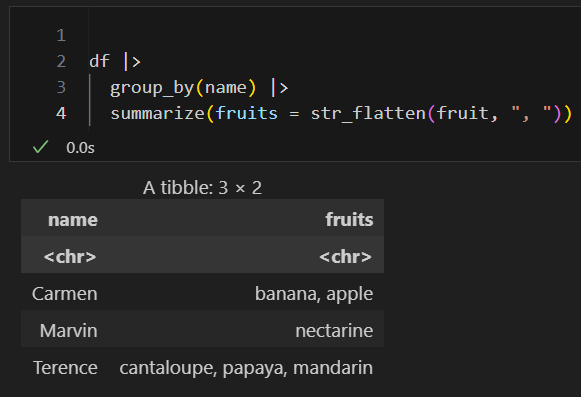 1
2 df |>
3 group_by(name) |>
4 summarize(fruits = str_flatten(fruit, ", "))
0.0s
A tibble: 3 × 2
name fruits
<chr> <chr>
Carmen banana, apple
Marvin nectarine
Terence cantaloupe, papaya, mandarin